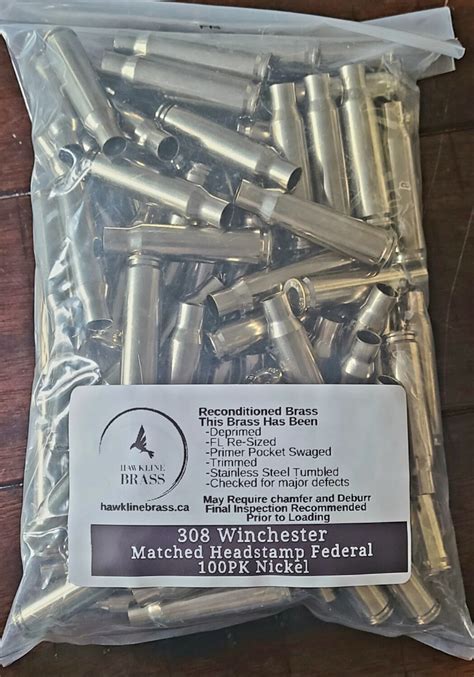 HAWKLINE
BRASS
hawklinebrass.ca
Reconditioned Brass
This Brass Has Been
-Deprimed
-FL Re-Sized
-Primer Pocket Swaged
-Trimmed
-Stainless Steel Tumbled
-Checked for major defects
May Require chamfer and Deburr
Final Inspection Recommended
Prior to Loading
308 Winchester
Matched Headstamp Federal
100PK Nickel